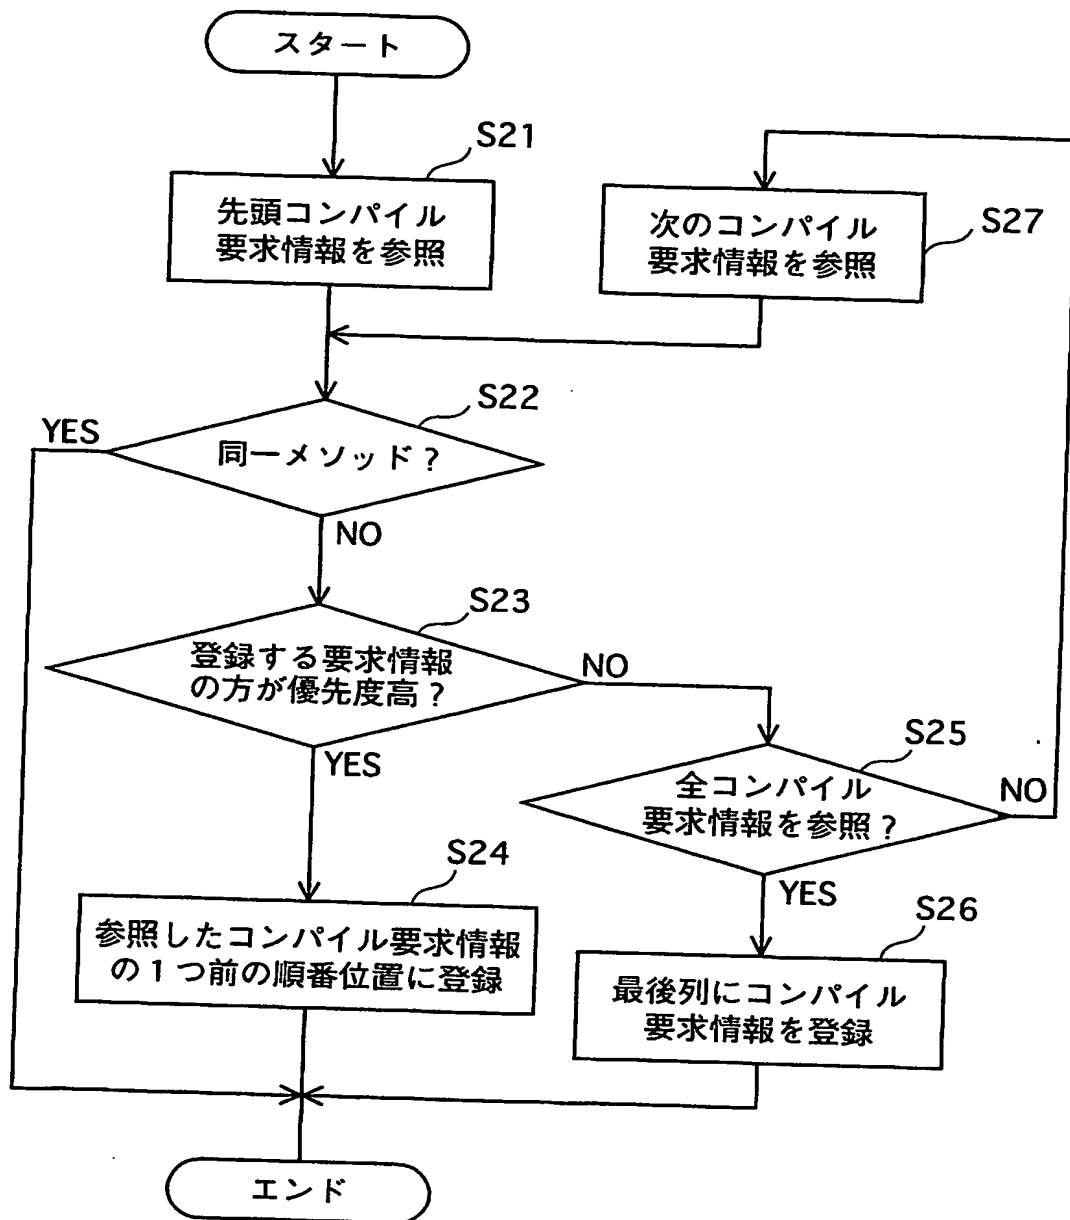 スタート
S21
先頭コンパイル
要求情報を参照
次のコンパイル
要求情報を参照
S27
S22
YES
同一メソッド?
NO
S23
登録する要求情報
の方が優先度高?
NO
YES
S25
全コンパイル
要求情報を参照?
NO
YES
S24
参照したコンパイル要求情報
の1つ前の順番位置に登録
S26
最後列にコンパイル
要求情報を登録
エンド